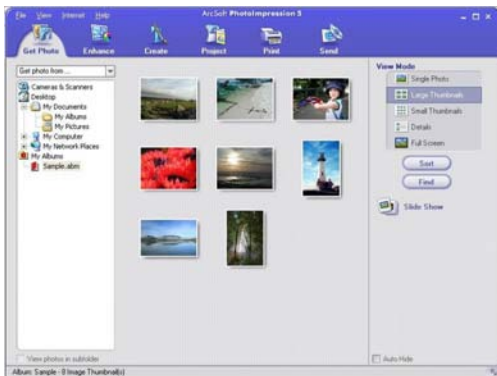 ArcSoft PhotoImpression 5
File View Internet Help
Get Photo Enhance Create Project Print Send
Get photo from ...
Cameras & Scanners
Desktop
My Documents
My Albums
My Pictures
My Computer
My Network Places
My Albums
Sample.abm
View photos in subfolder
View Mode
Single Photo
Large Thumbnails
Small Thumbnails
Details
Full Screen
Sort
Find
Slide Show
Auto Hide
Album: Sample - 8 Image Thumbnail(s)